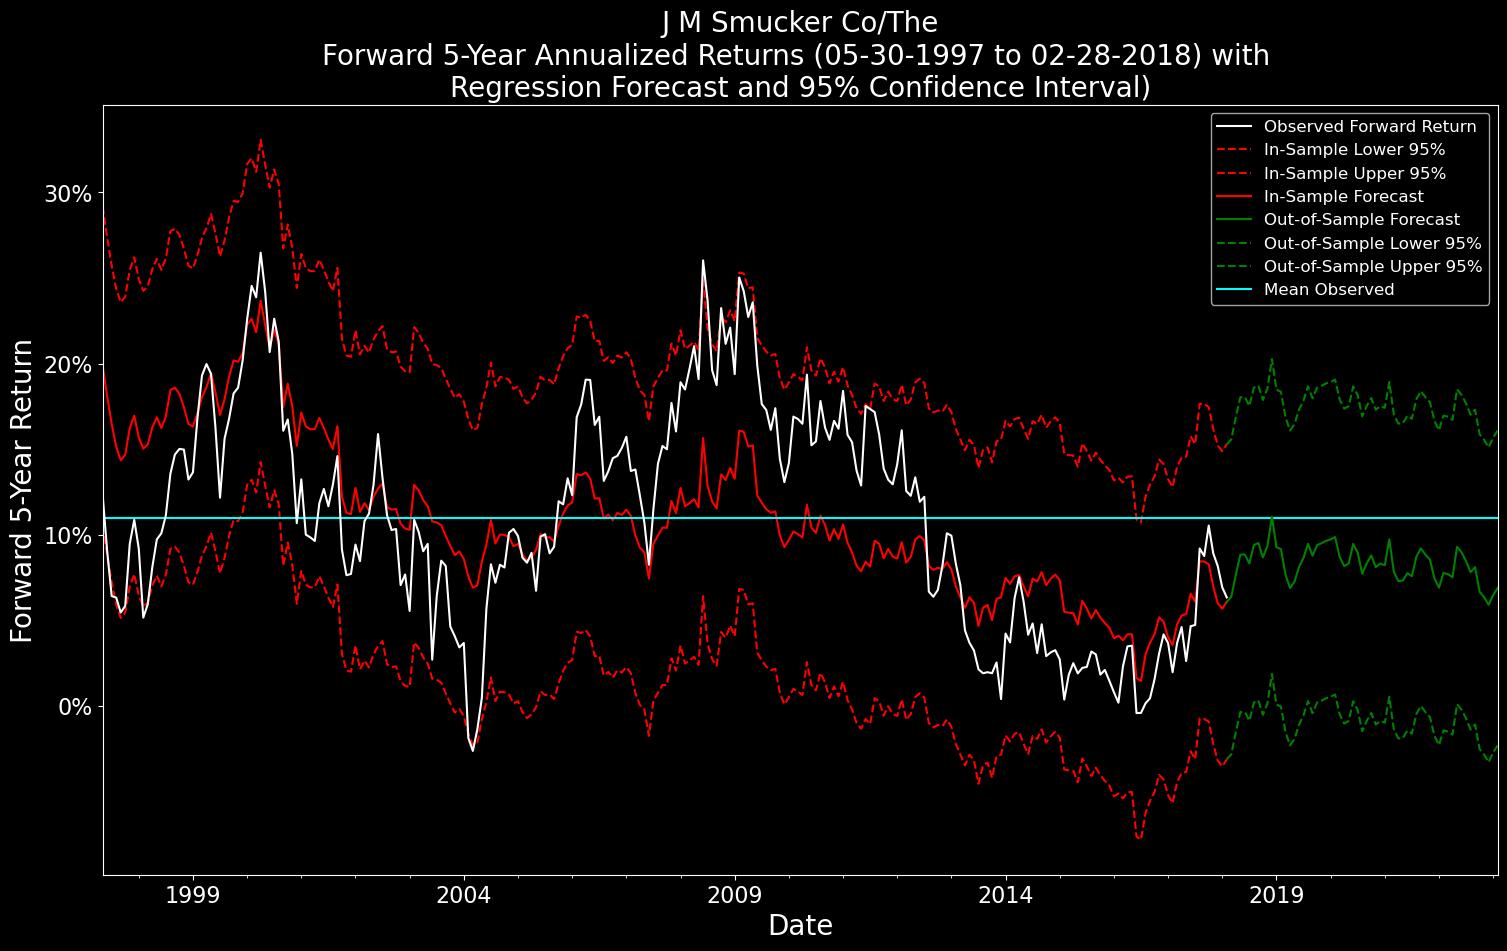 J M Smucker Co/The
Forward 5-Year Annualized Returns (05-30-1997 to 02-28-2018) with
Regression Forecast and 95% Confidence Interval)
Observed Forward Return
In-Sample Lower 95%
In-Sample Upper 95%
In-Sample Forecast
Out-of-Sample Forecast
Out-of-Sample Lower 95%
Out-of-Sample Upper 95%
Mean Observed
Forward 5-Year Return
30%
20%
10%
0%
1999 2004 2009 2014 2019
Date